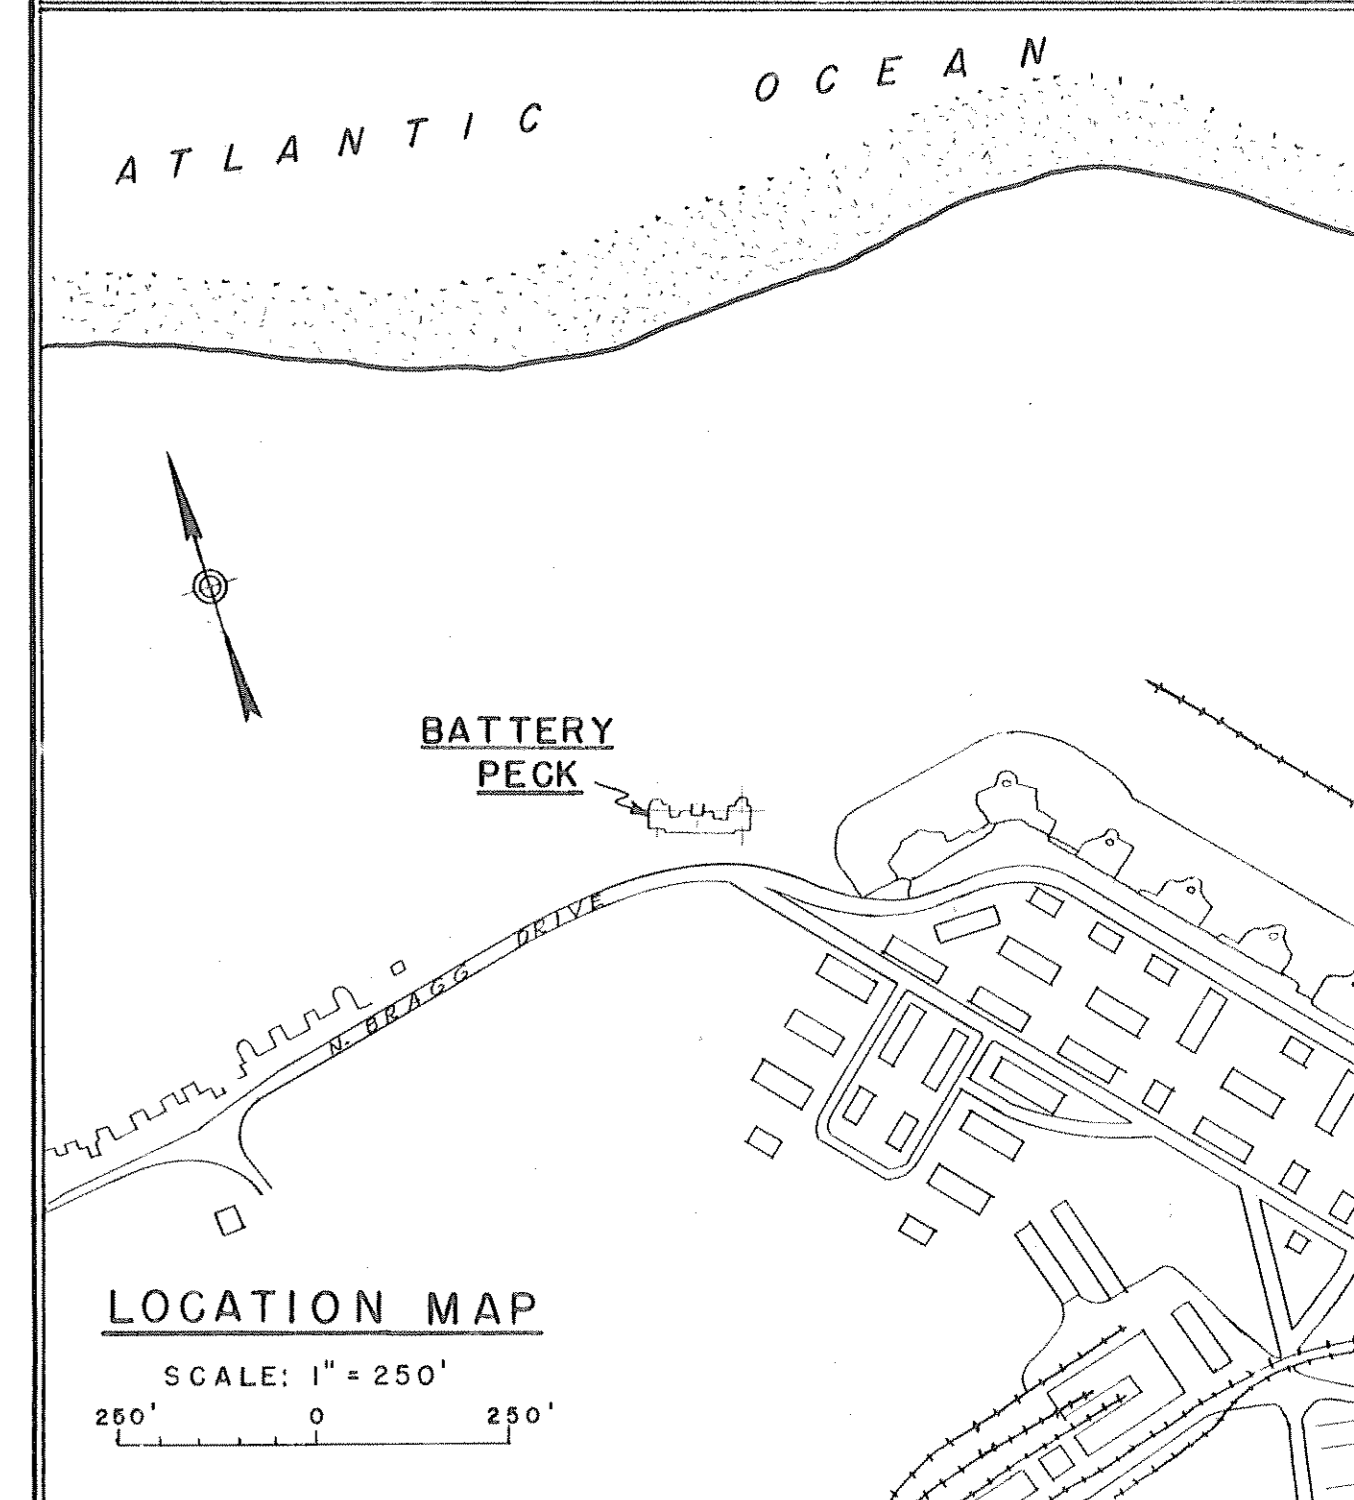 ATLANTIC OCEAN
BATTERY
PECK
N. BRAGG DRIVE
LOCATION MAP
SCALE: 1" = 250'
250' 0 250'